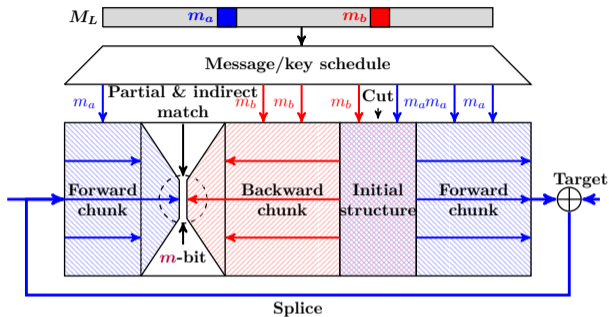 M_L m_a m_b
Message/key schedule
Partial & indirect
match
m_a m_b m_b m_b Cut m_a m_a m_a
Target
Forward
chunk
Backward
chunk
Initial
structure
Forward
chunk
m-bit
Splice